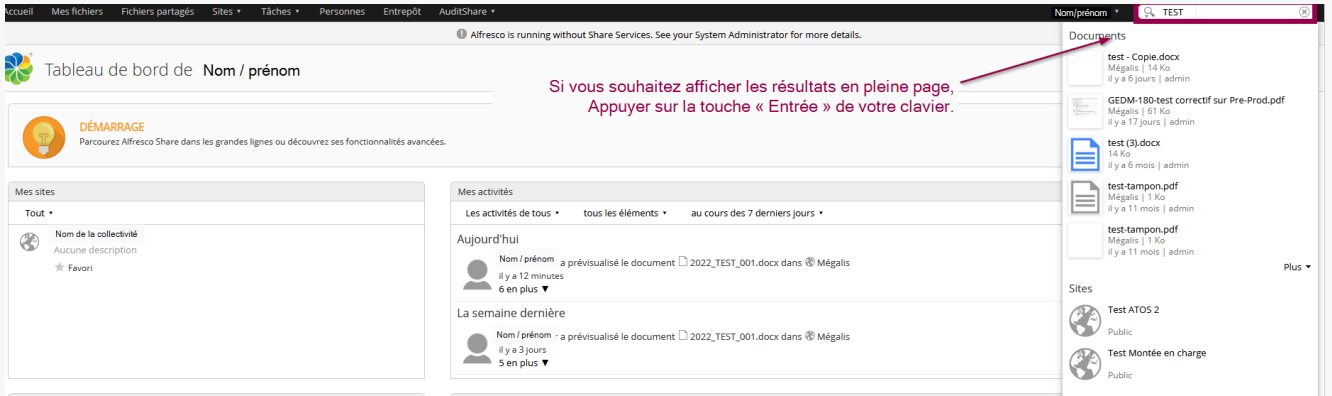 Accueil Mes fichiers Fichiers partagés Sites Tâches Personnes Entrepôt AuditShare Nom/prénom TEST
Alfresco is running without Share Services. See your System Administrator for more details.
Tableau de bord de Nom / prénom
Si vous souhaitez afficher les résultats en pleine page,
Appuyer sur la touche « Entrée » de votre clavier.
DÉMARRAGE
Parcourez Alfresco Share dans les grandes lignes ou découvrez ses fonctionnalités avancées.
Mes sites
Tout
Nom de la collectivité
Aucune description
Favori
Mes activités
Les activités de tous tous les éléments au cours des 7 derniers jours
Aujourd'hui
Nom / prénom a prévisualisé le document 2022_TEST_001.docx dans Mégalis
il y a 12 minutes
6 en plus ▼
La semaine dernière
Nom / prénom a prévisualisé le document 2022_TEST_001.docx dans Mégalis
il y a 3 jours
5 en plus ▼
Documents
test - Copie.docx
Mégalis | 14 Ko
il y a 6 jours | admin
GEDM-180-test correctif sur Pre-Prod.pdf
Mégalis | 61 Ko
il y a 17 jours | admin
test (3).docx
14 Ko
il y a 6 mois | admin
test-tampon.pdf
Mégalis | 1 Ko
il y a 11 mois | admin
test-tampon.pdf
Mégalis | 1 Ko
il y a 11 mois | admin
Plus
Sites
Test ATOS 2
Public
Test Montée en charge
Public